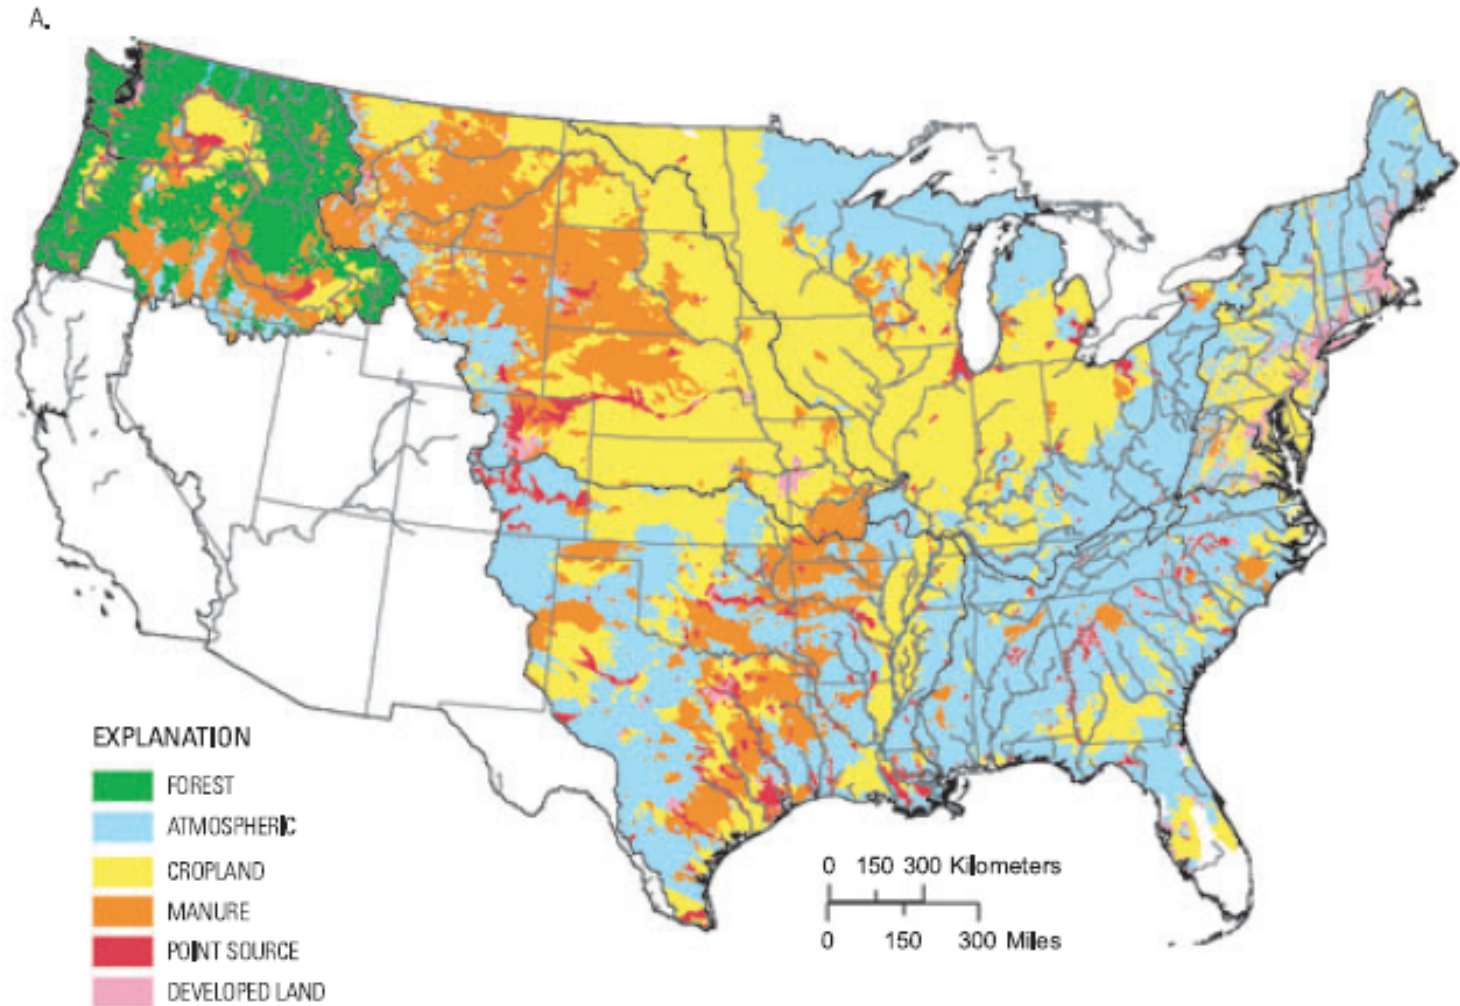 A.
EXPLANATION
FOREST
ATMOSPHERIC
CROPLAND
MANURE
POINT SOURCE
DEVELOPED LAND
0 150 300 Kilometers
0 150 300 Miles